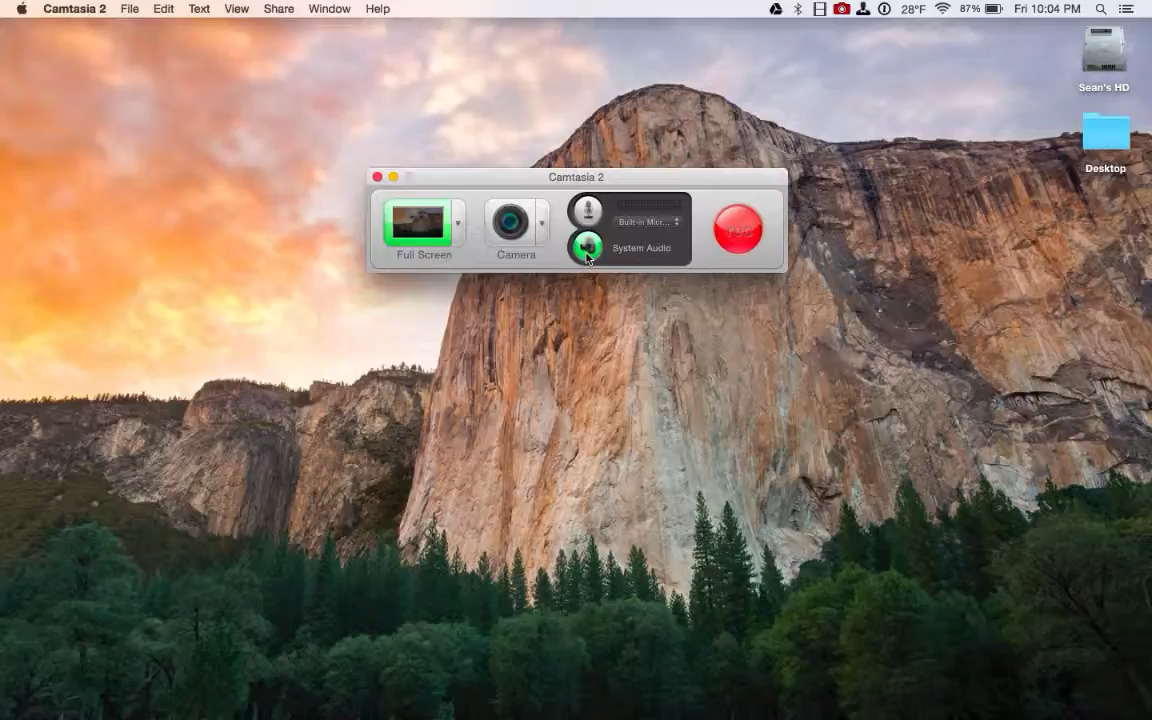 Camtasia 2 File Edit Text View Share Window Help 28°F 87% Fri 10:04 PM
Sean's HD
Desktop
Camtasia 2
Built-in Micr...
rec
System Audio
Full Screen Camera